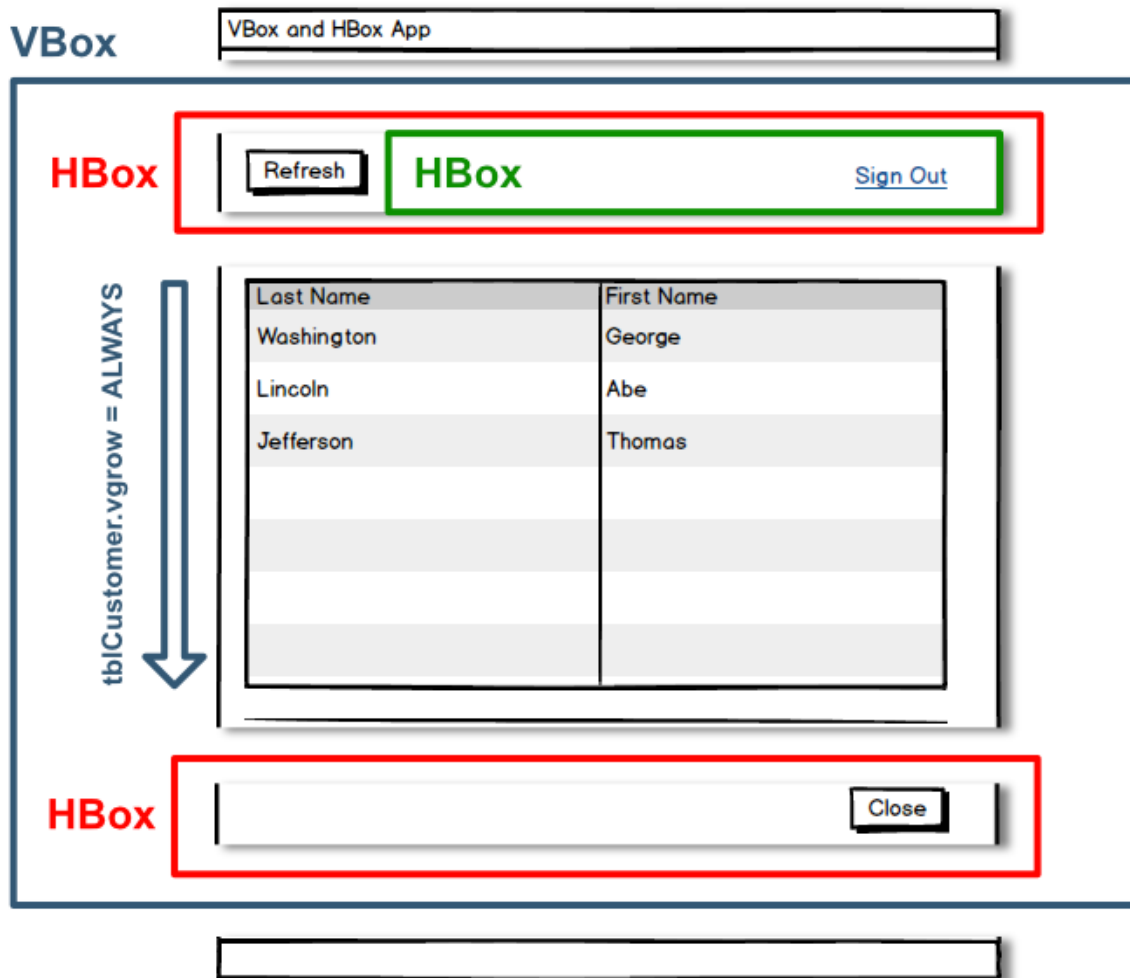 VBox
VBox and HBox App
HBox
Refresh
HBox
Sign Out
tblCustomer.vgrow = ALWAYS
Last Name First Name
Washington George
Lincoln Abe
Jefferson Thomas
HBox
Close